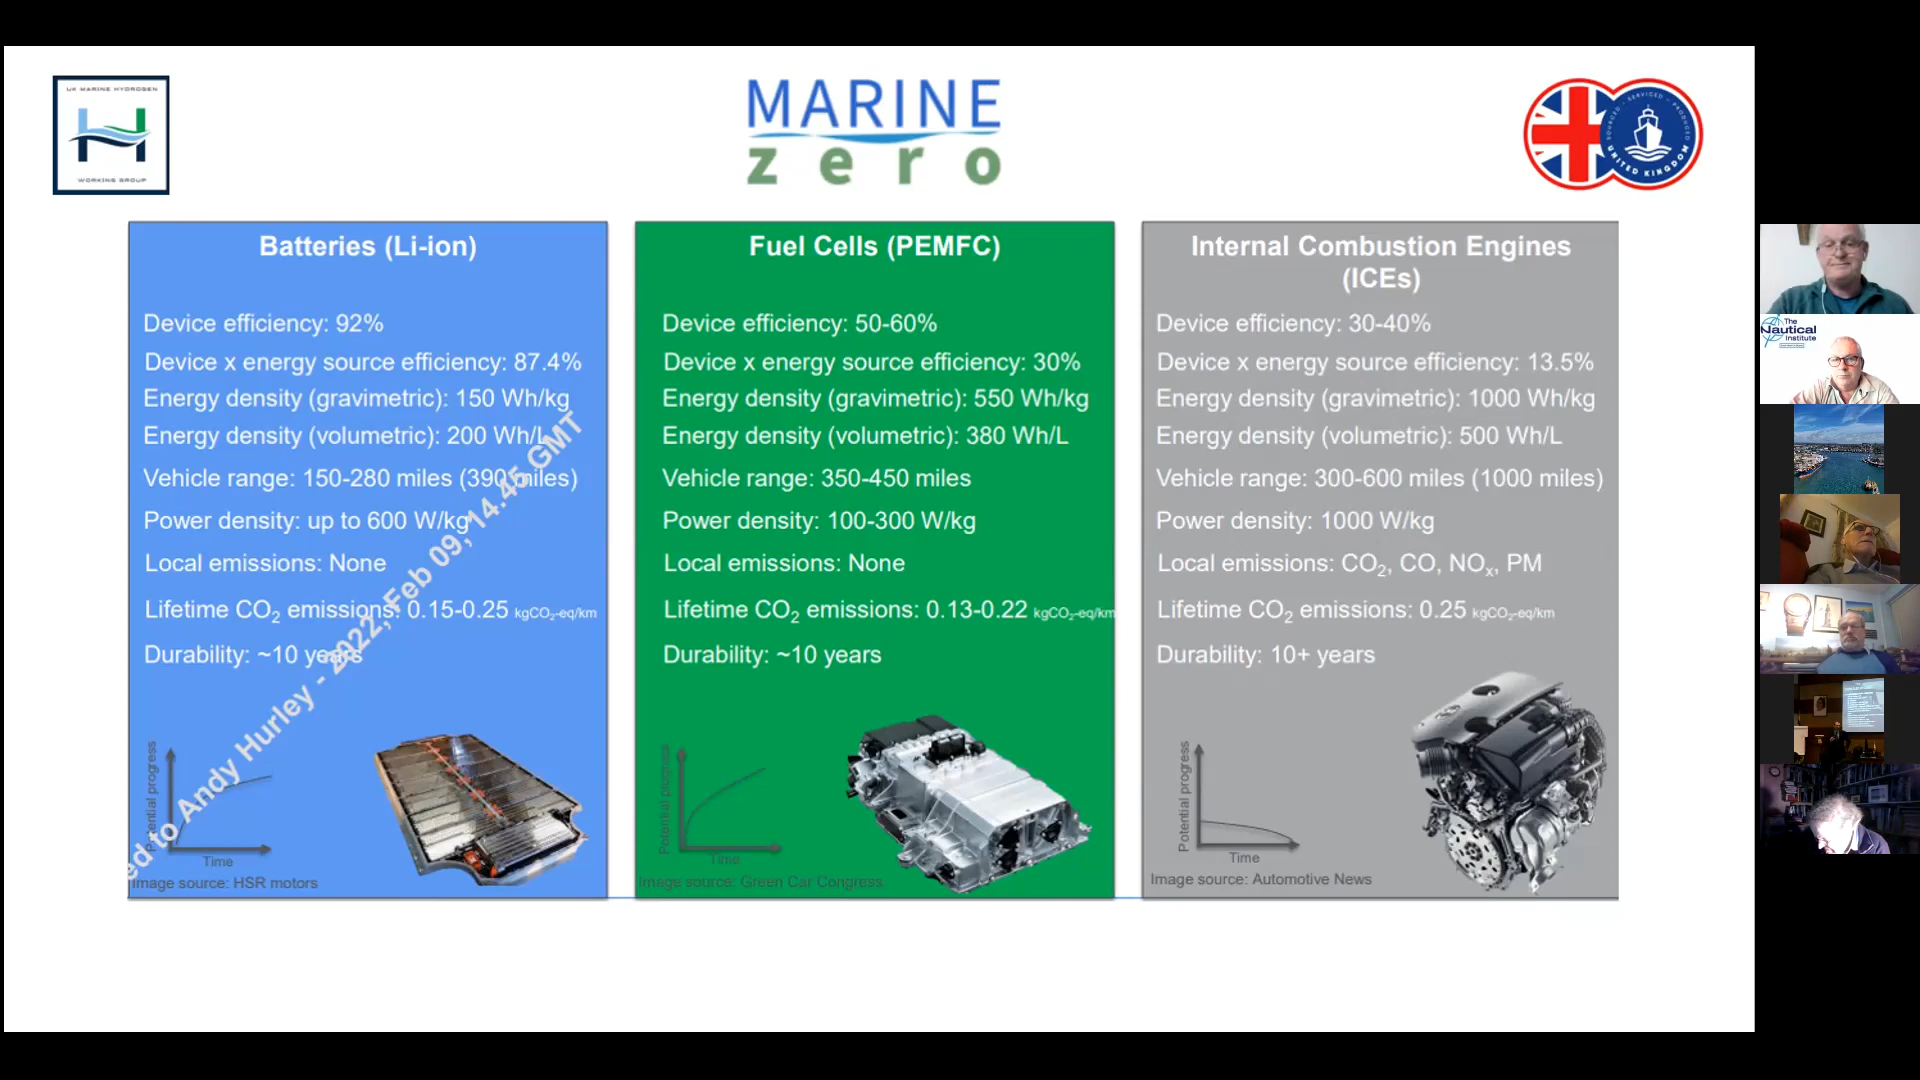 UK MARINE HYDROGEN
WORKING GROUP
MARINE
zero
SOURCED - SERVICED - PRODUCED
UNITED KINGDOM
Batteries (Li-ion)
Device efficiency: 92%
Device x energy source efficiency: 87.4%
Energy density (gravimetric): 150 Wh/kg
Energy density (volumetric): 200 Wh/L
Vehicle range: 150-280 miles (390 miles)
Power density: up to 600 W/kg
Local emissions: None
Lifetime CO2 emissions: 0.15-0.25 kgCO2-eq/km
Durability: ~10 years
Potential progress
Time
Image source: HSR motors
ed to Andy Hurley - 2022, Feb 09, 14.45 GMT
Fuel Cells (PEMFC)
Device efficiency: 50-60%
Device x energy source efficiency: 30%
Energy density (gravimetric): 550 Wh/kg
Energy density (volumetric): 380 Wh/L
Vehicle range: 350-450 miles
Power density: 100-300 W/kg
Local emissions: None
Lifetime CO2 emissions: 0.13-0.22 kgCO2-eq/km
Durability: ~10 years
Potential progress
Time
Image source: Green Car Congress
Internal Combustion Engines
(ICEs)
Device efficiency: 30-40%
Device x energy source efficiency: 13.5%
Energy density (gravimetric): 1000 Wh/kg
Energy density (volumetric): 500 Wh/L
Vehicle range: 300-600 miles (1000 miles)
Power density: 1000 W/kg
Local emissions: CO2, CO, NOx, PM
Lifetime CO2 emissions: 0.25 kgCO2-eq/km
Durability: 10+ years
Potential progress
Time
Image source: Automotive News
The
Nautical
Institute